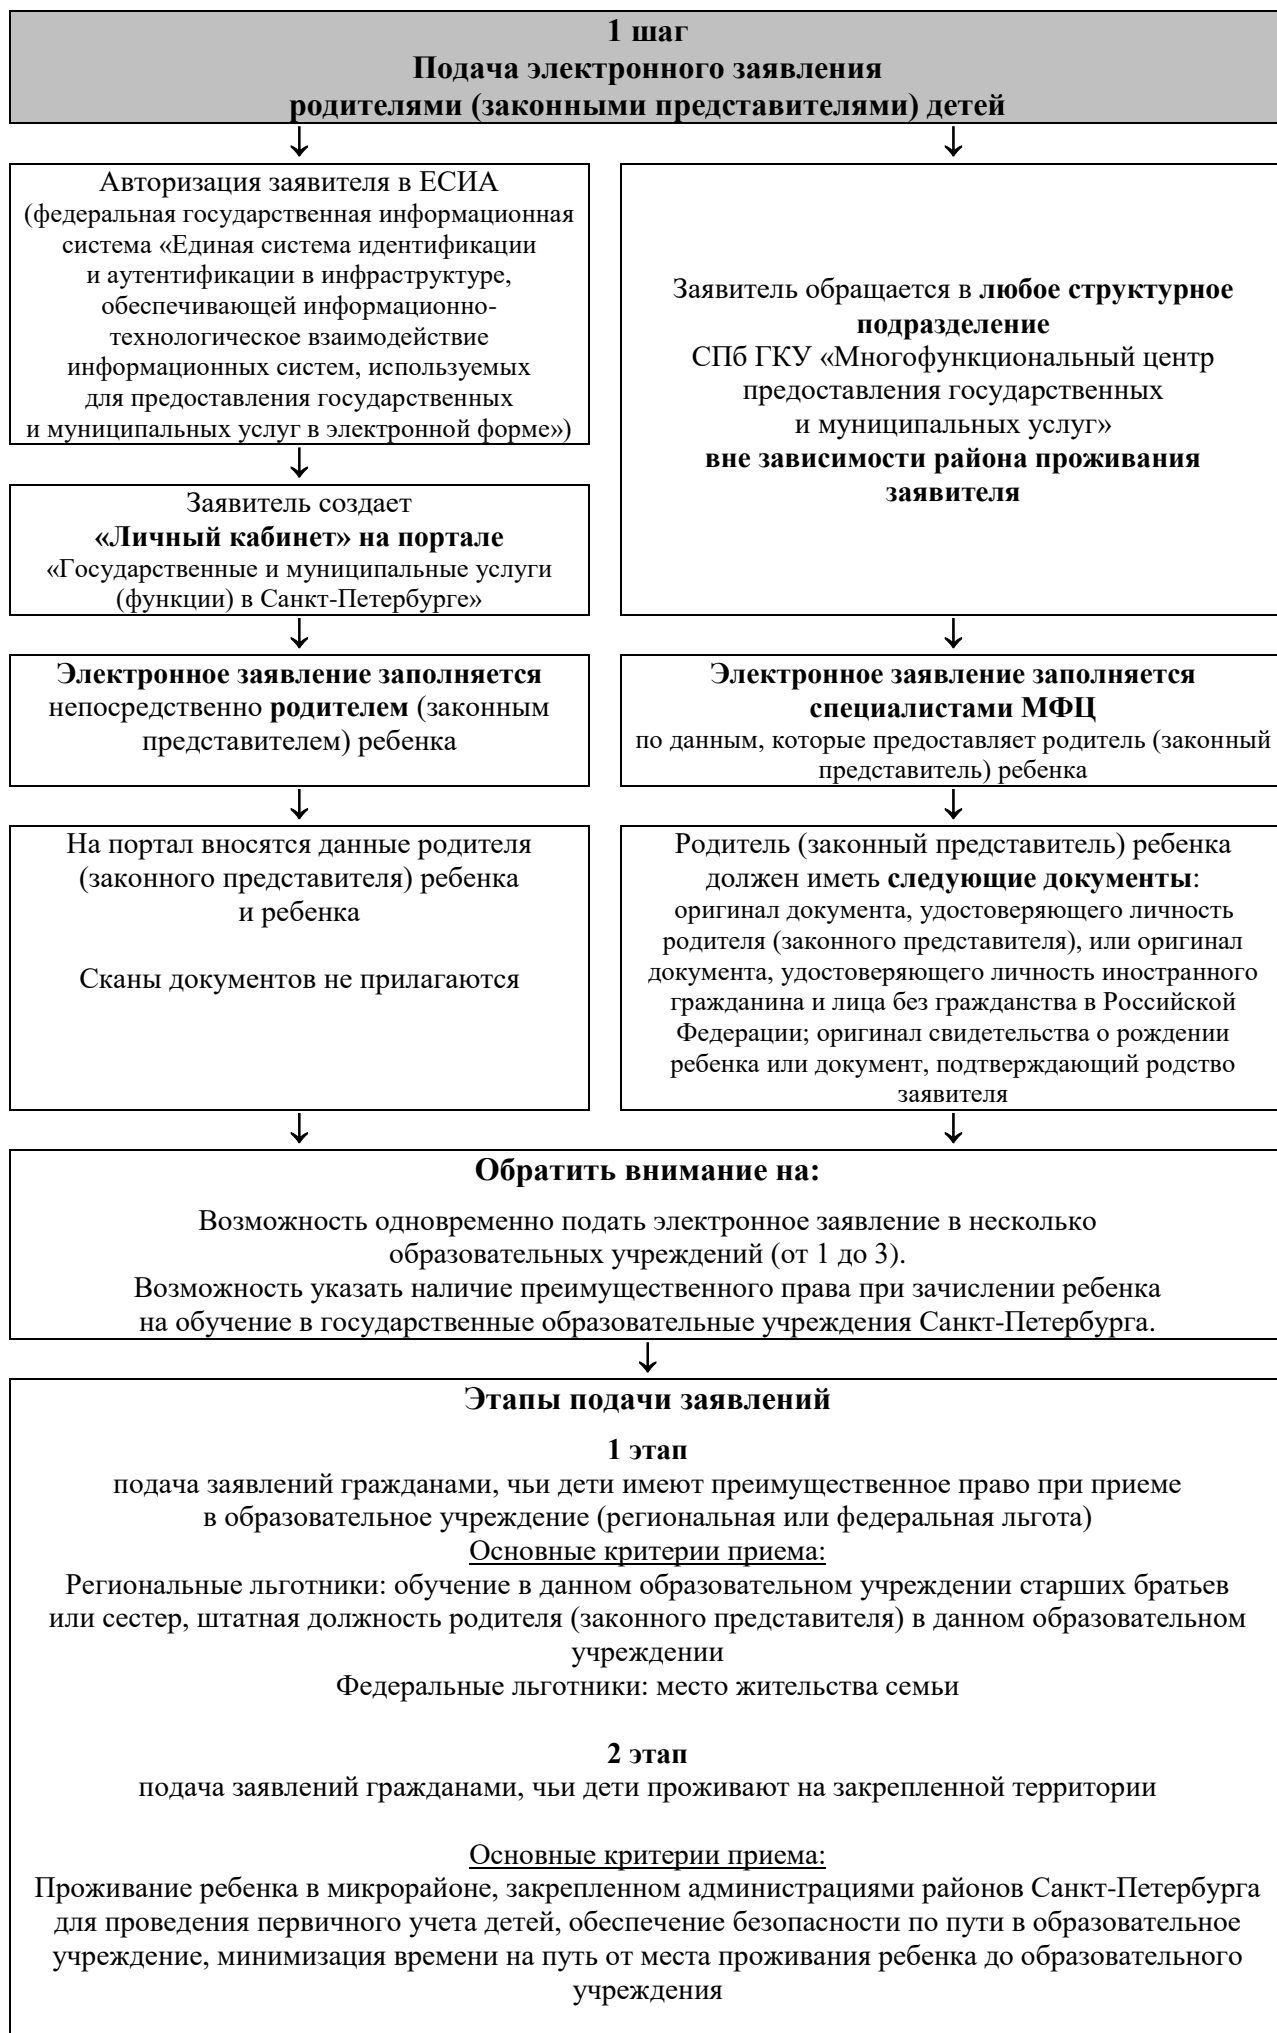 1 шаг
Подача электронного заявления
родителями (законными представителями) детей
↓
↓
Авторизация заявителя в ЕСИА
(федеральная государственная информационная
система «Единая система идентификации
и аутентификации в инфраструктуре,
обеспечивающей информационно-
технологическое взаимодействие
информационных систем, используемых
для предоставления государственных
и муниципальных услуг в электронной форме»)
↓
Заявитель создает
«Личный кабинет» на портале
«Государственные и муниципальные услуги
(функции) в Санкт-Петербурге»
↓
Электронное заявление заполняется
непосредственно родителем (законным
представителем) ребенка
↓
На портал вносятся данные родителя
(законного представителя) ребенка
и ребенка
Сканы документов не прилагаются
↓
Заявитель обращается в любое структурное
подразделение
СПб ГКУ «Многофункциональный центр
предоставления государственных
и муниципальных услуг»
вне зависимости района проживания
заявителя
↓
Электронное заявление заполняется
специалистами МФЦ
по данным, которые предоставляет родитель (законный
представитель) ребенка
↓
Родитель (законный представитель) ребенка
должен иметь следующие документы:
оригинал документа, удостоверяющего личность
родителя (законного представителя), или оригинал
документа, удостоверяющего личность иностранного
гражданина и лица без гражданства в Российской
Федерации; оригинал свидетельства о рождении
ребенка или документ, подтверждающий родство
заявителя
↓
Обратить внимание на:
Возможность одновременно подать электронное заявление в несколько
образовательных учреждений (от 1 до 3).
Возможность указать наличие преимущественного права при зачислении ребенка
на обучение в государственные образовательные учреждения Санкт-Петербурга.
↓
Этапы подачи заявлений
1 этап
подача заявлений гражданами, чьи дети имеют преимущественное право при приеме
в образовательное учреждение (региональная или федеральная льгота)
Основные критерии приема:
Региональные льготники: обучение в данном образовательном учреждении старших братьев
или сестер, штатная должность родителя (законного представителя) в данном образовательном
учреждении
Федеральные льготники: место жительства семьи
2 этап
подача заявлений гражданами, чьи дети проживают на закрепленной территории
Основные критерии приема:
Проживание ребенка в микрорайоне, закрепленном администрациями районов Санкт-Петербурга
для проведения первичного учета детей, обеспечение безопасности по пути в образовательное
учреждение, минимизация времени на путь от места проживания ребенка до образовательного
учреждения